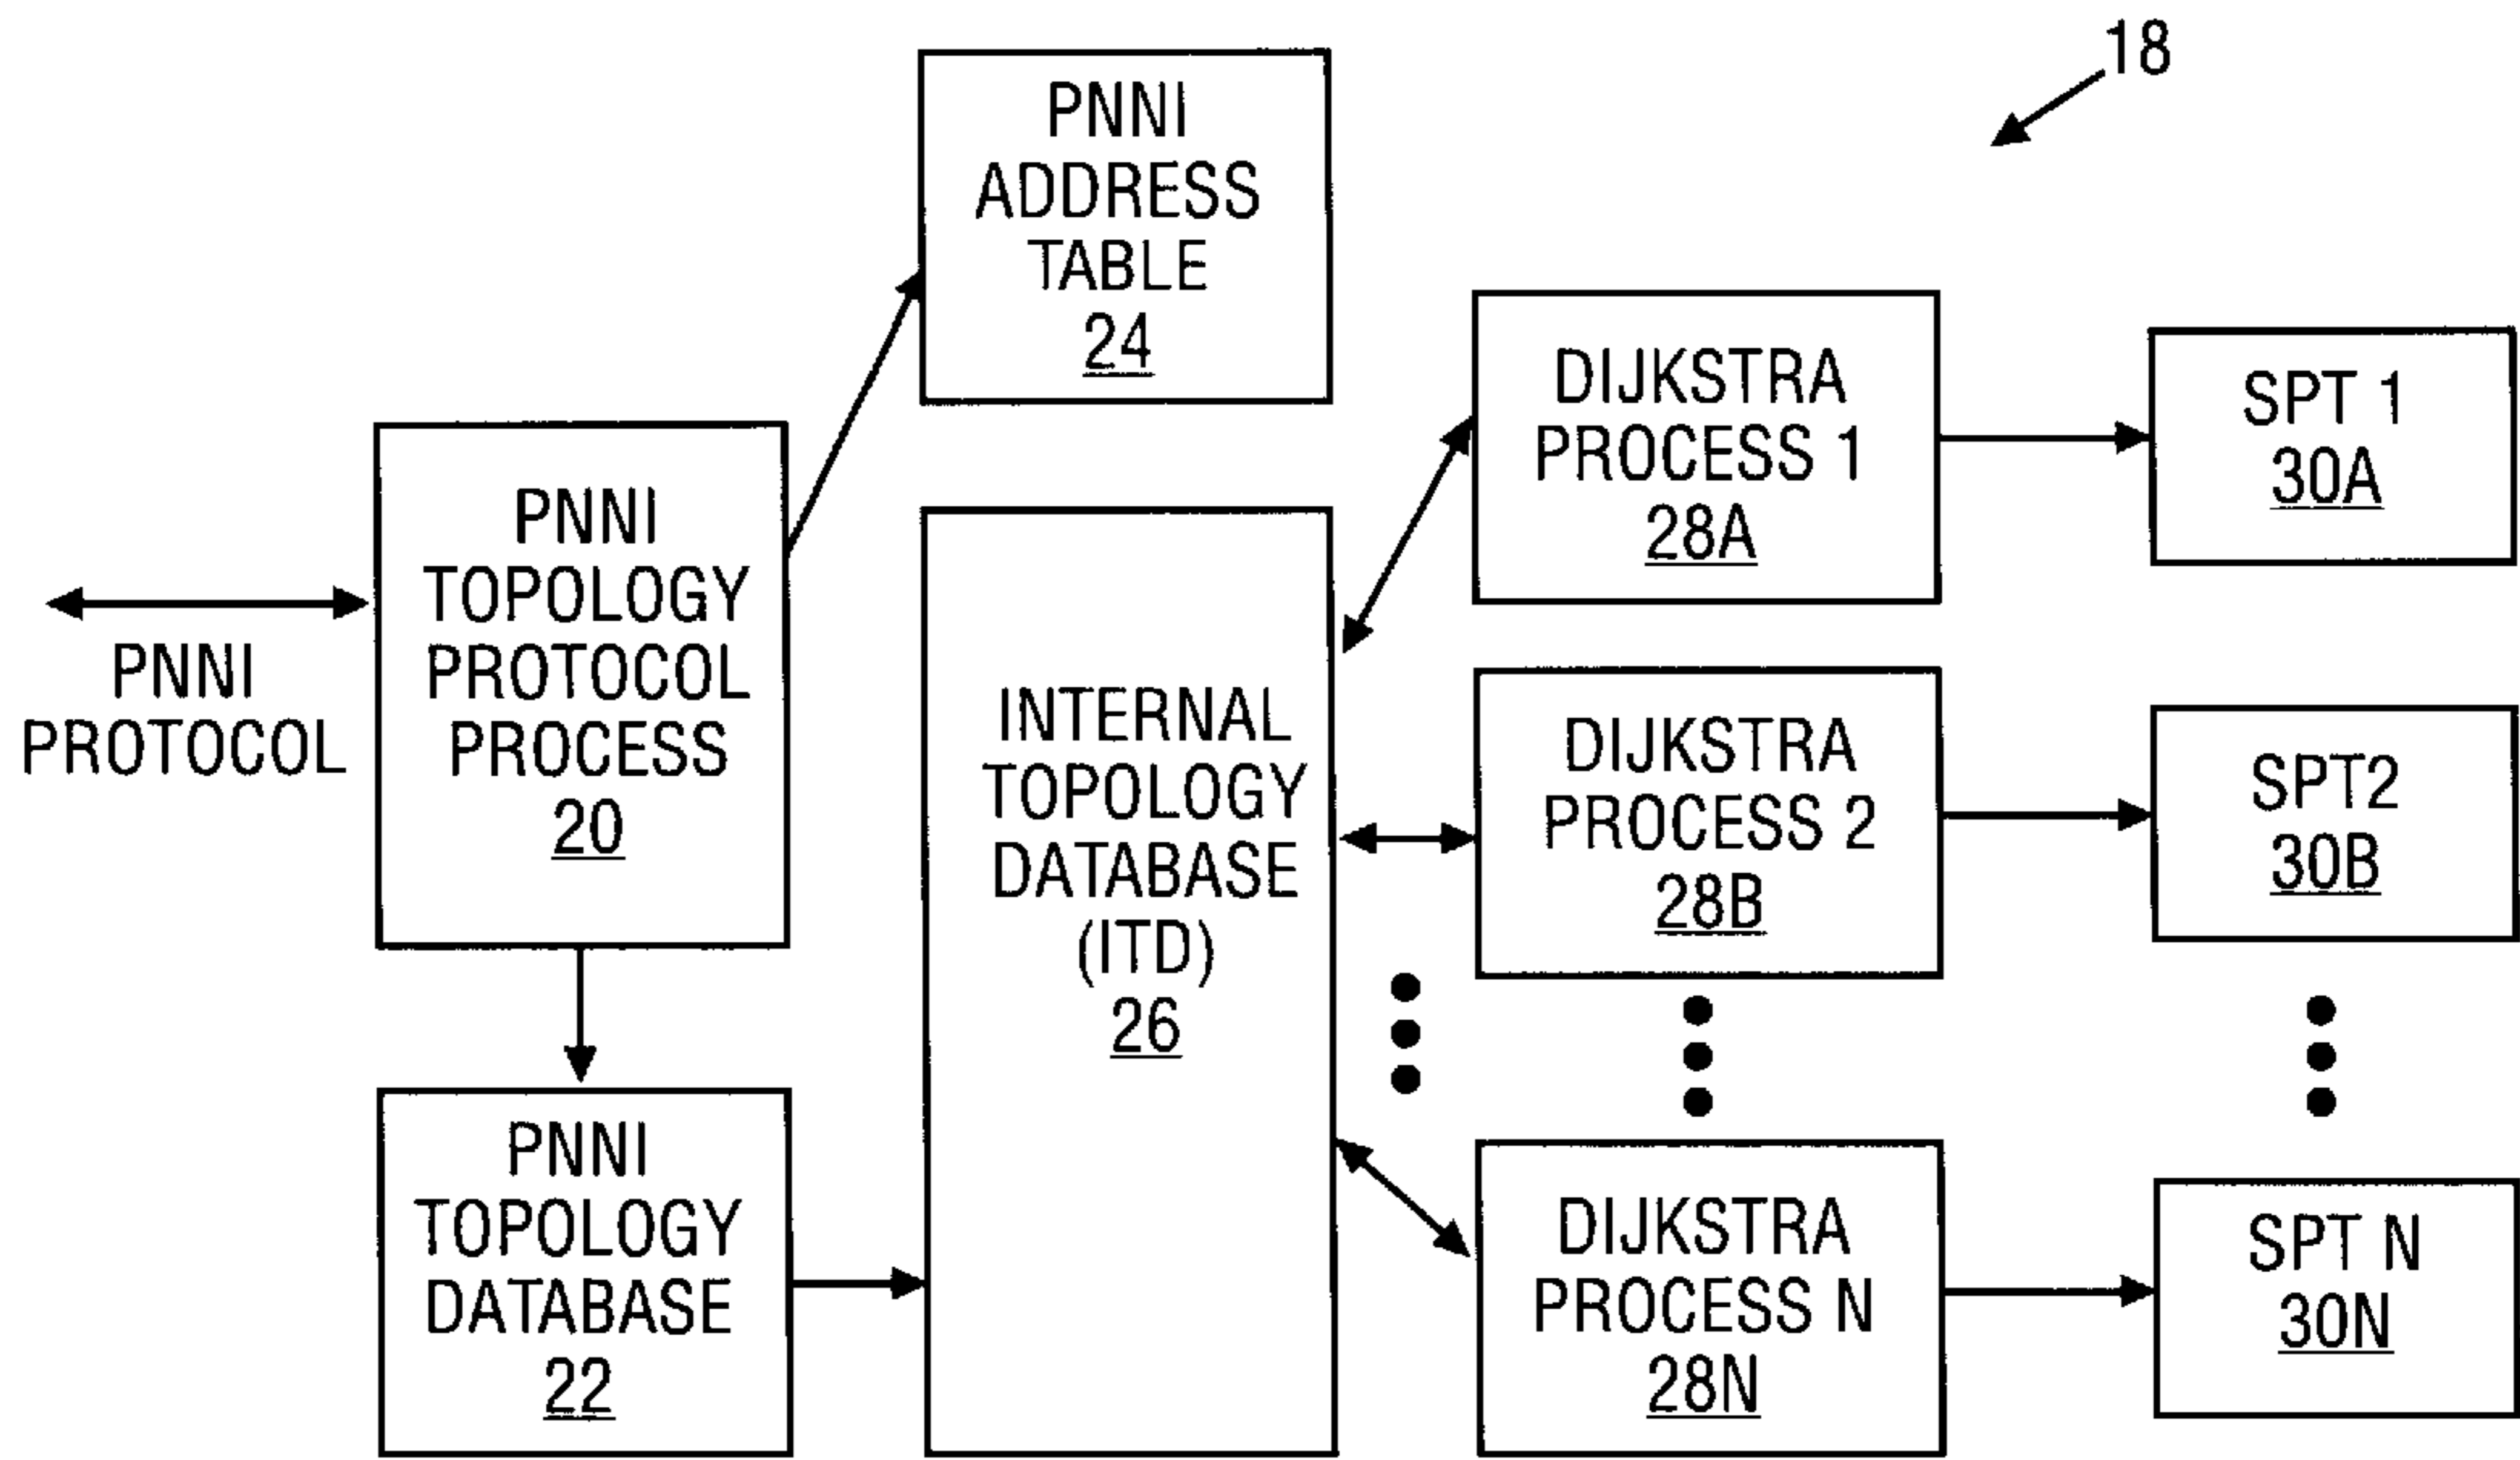 18
PNNI
ADDRESS
TABLE
24
PNNI
TOPOLOGY
PROTOCOL
PROCESS
20
PNNI
PROTOCOL
PNNI
TOPOLOGY
DATABASE
22
INTERNAL
TOPOLOGY
DATABASE
(ITD)
26
DIJKSTRA
PROCESS 1
28A
SPT 1
30A
DIJKSTRA
PROCESS 2
28B
SPT2
30B
DIJKSTRA
PROCESS N
28N
SPT N
30N